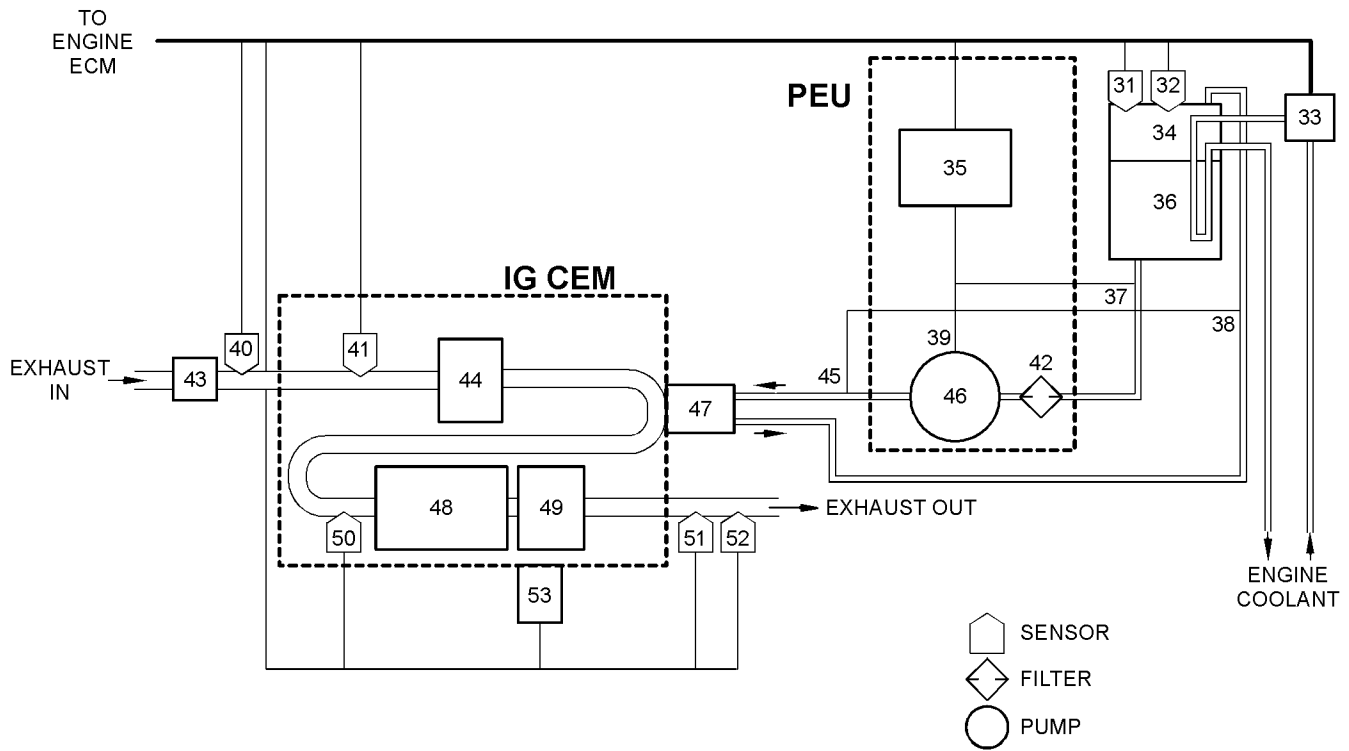 TO
ENGINE
ECM
PEU
31
32
33
34
35
36
IG CEM
37
38
39
40
41
42
EXHAUST
IN
43
44
45
46
47
48
49
EXHAUST OUT
50
51
52
53
ENGINE
COOLANT
SENSOR
FILTER
PUMP